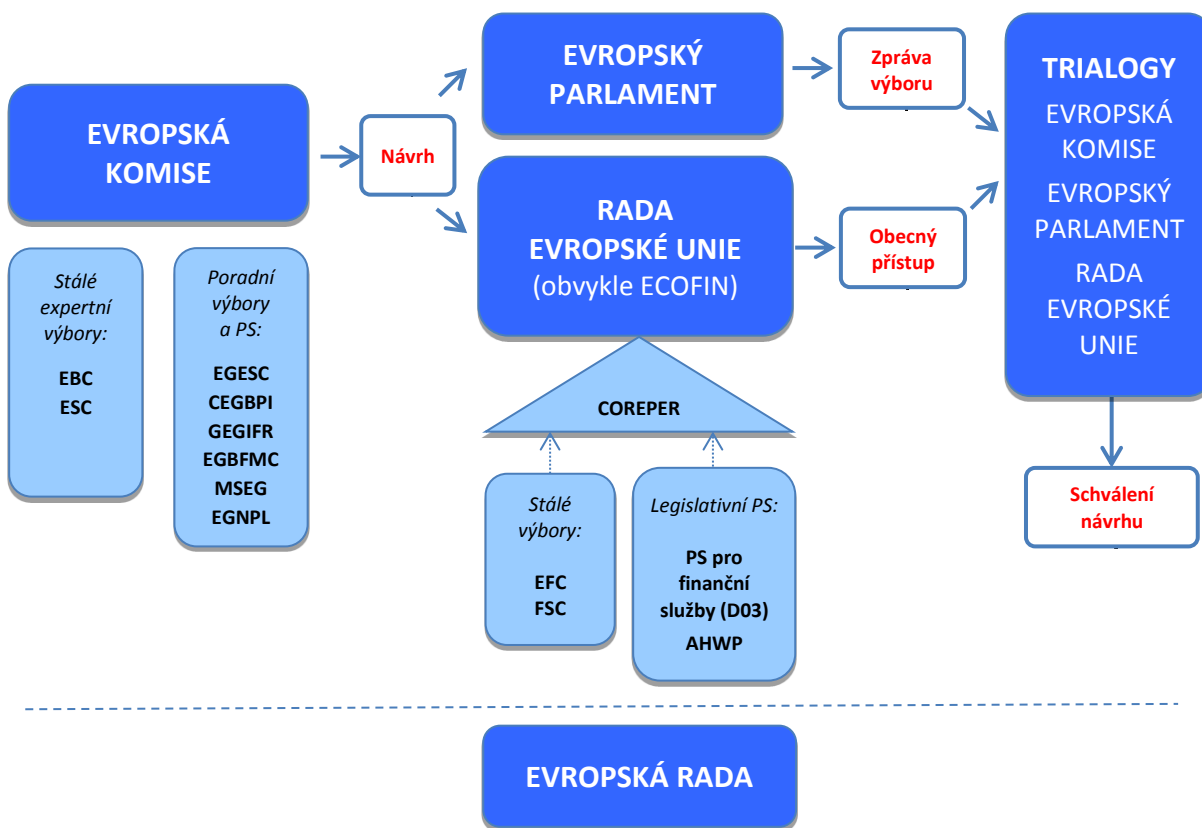 EVROPSKÁ
KOMISE
Návrh
EVROPSKÝ
PARLAMENT
RADA
EVROPSKÉ UNIE
(obvykle ECOFIN)
Zpráva
výboru
Obecný
přístup
TRIALOGY
EVROPSKÁ
KOMISE
EVROPSKÝ
PARLAMENT
RADA
EVROPSKÉ
UNIE
Schválení
návrhu
Stálé
expertní
výbory:
EBC
ESC
Poradní
výbory
a PS:
EGESC
CEGBPI
GEGIFR
EGBFMC
MSEG
EGNPL
COREPER
Stálé
výbory:
EFC
FSC
Legislativní PS:
PS pro
finanční
služby (D03)
AHWP
EVROPSKÁ RADA